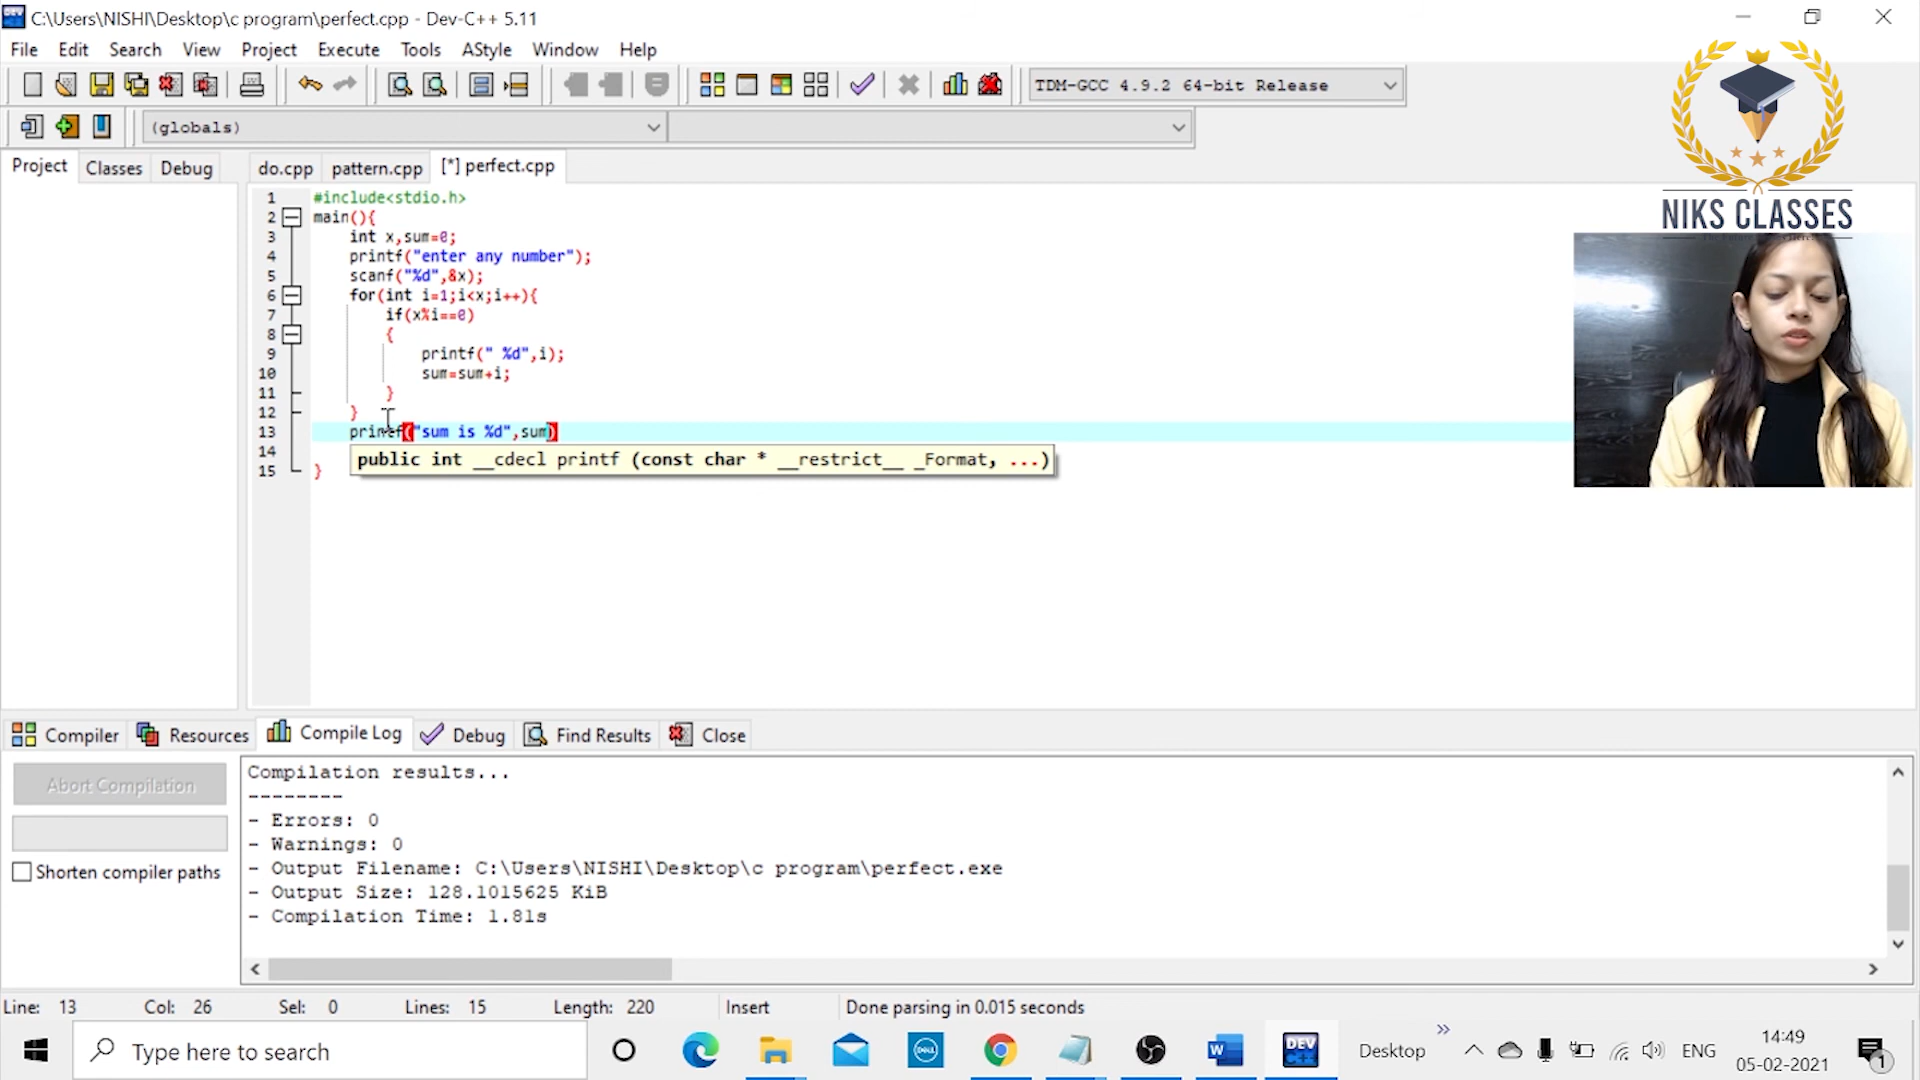 C:\Users\NISHI\Desktop\c program\perfect.cpp - Dev-C++ 5.11
File Edit Search View Project Execute Tools AStyle Window Help
TDM-GCC 4.9.2 64-bit Release
(globals)
Project Classes Debug
do.cpp pattern.cpp [*] perfect.cpp
NIKS CLASSES
1 #include<stdio.h>
2 main(){
3 int x,sum=0;
4 printf("enter any number");
5 scanf("%d",&x);
6 for(int i=1;i<x;i++){
7 if(x%i==0)
8 {
9 printf(" %d",i);
10 sum=sum+i;
11 }
12 }
13 printf("sum is %d",sum)
14
public int __cdecl printf (const char * __restrict__ _Format, ...)
15 }
Compiler Resources Compile Log Debug Find Results Close
Abort Compilation
Shorten compiler paths
Compilation results...
--------
- Errors: 0
- Warnings: 0
- Output Filename: C:\Users\NISHI\Desktop\c program\perfect.exe
- Output Size: 128.1015625 KiB
- Compilation Time: 1.81s
Line: 13 Col: 26 Sel: 0 Lines: 15 Length: 220 Insert Done parsing in 0.015 seconds
Type here to search
DELL
W
DEV C++
Desktop
ENG
14:49
05-02-2021
1